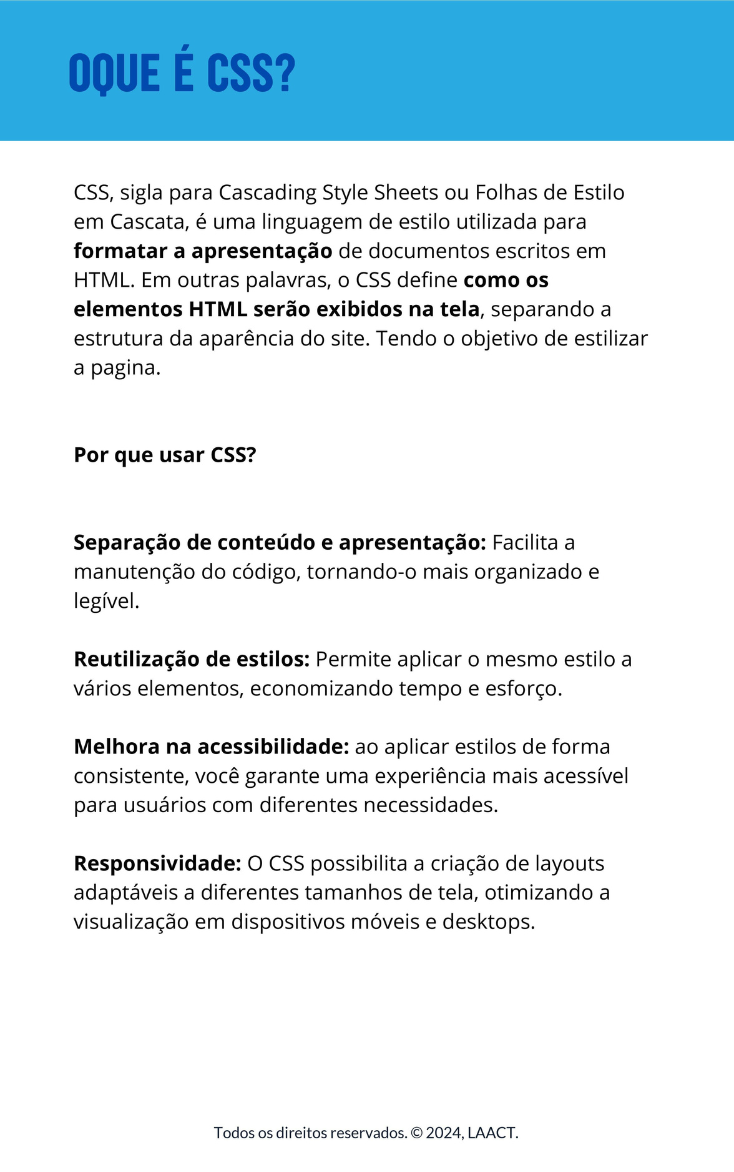 OQUE É CSS?
CSS, sigla para Cascading Style Sheets ou Folhas de Estilo
em Cascata, é uma linguagem de estilo utilizada para
formatar a apresentação de documentos escritos em
HTML. Em outras palavras, o CSS define como os
elementos HTML serão exibidos na tela, separando a
estrutura da aparência do site. Tendo o objetivo de estilizar
a pagina.
Por que usar CSS?
Separação de conteúdo e apresentação: Facilita a
manutenção do código, tornando-o mais organizado e
legível.
Reutilização de estilos: Permite aplicar o mesmo estilo a
vários elementos, economizando tempo e esforço.
Melhora na acessibilidade: ao aplicar estilos de forma
consistente, você garante uma experiência mais acessível
para usuários com diferentes necessidades.
Responsividade: O CSS possibilita a criação de layouts
adaptáveis a diferentes tamanhos de tela, otimizando a
visualização em dispositivos móveis e desktops.
Todos os direitos reservados. © 2024, LAACT.